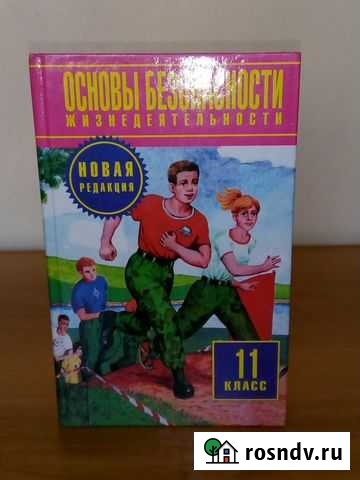 ОСНОВЫ БЕЗОПАСНОСТИ
ЖИЗНЕДЕЯТЕЛЬНОСТИ
НОВАЯ
РЕДАКЦИЯ
11
КЛАСС
rosndv.ru